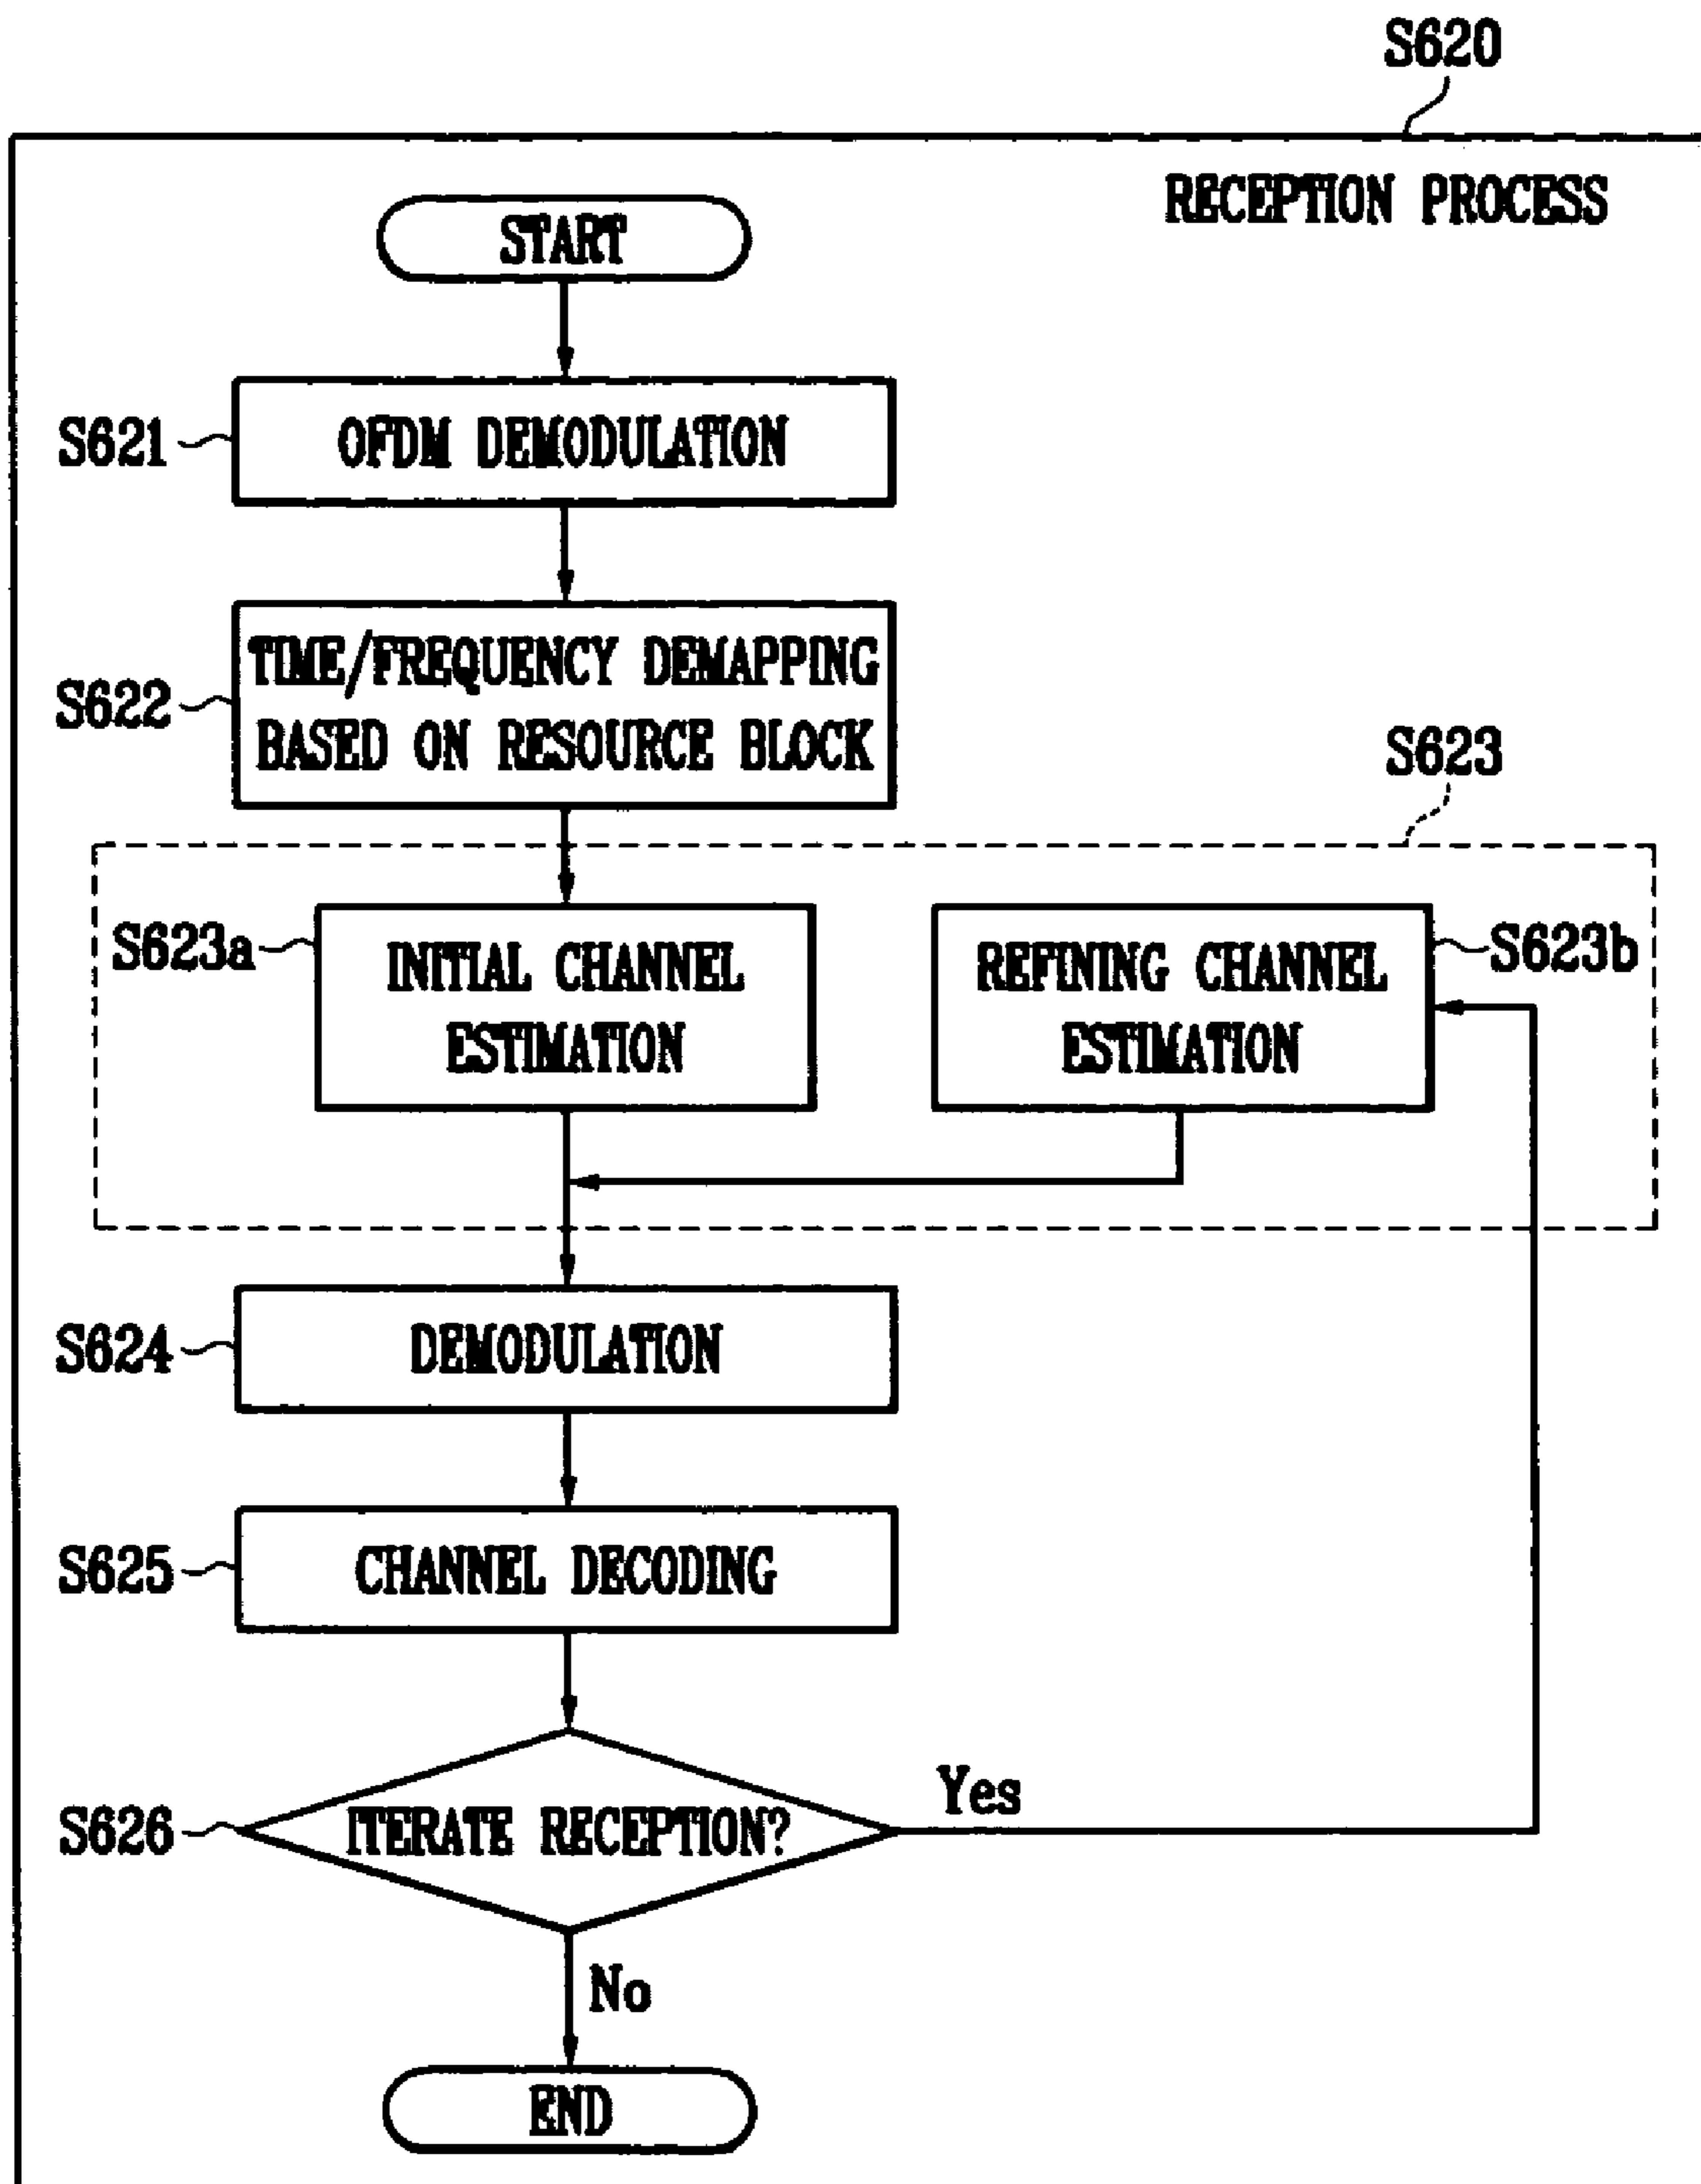 S620
RECEPTION PROCESS
START
S621
OFDM DEMODULATION
S622
TIME/FREQUENCY DEMAPPING
BASED ON RESOURCE BLOCK
S623
S623a
INITIAL CHANNEL
ESTIMATION
REFINING CHANNEL
ESTIMATION
S623b
S624
DEMODULATION
S625
CHANNEL DECODING
S626
ITERATE RECEPTION?
Yes
No
END